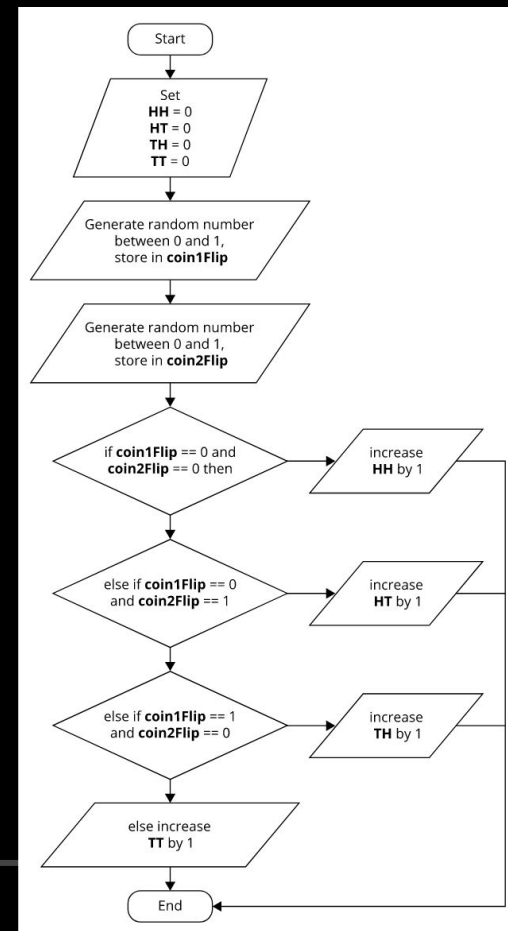 Start
Set
HH = 0
HT = 0
TH = 0
TT = 0
Generate random number
between 0 and 1,
store in coin1Flip
Generate random number
between 0 and 1,
store in coin2Flip
if coin1Flip == 0 and
coin2Flip == 0 then
increase
HH by 1
else if coin1Flip == 0
and coin2Flip == 1
increase
HT by 1
else if coin1Flip == 1
and coin2Flip == 0
increase
TH by 1
else increase
TT by 1
End